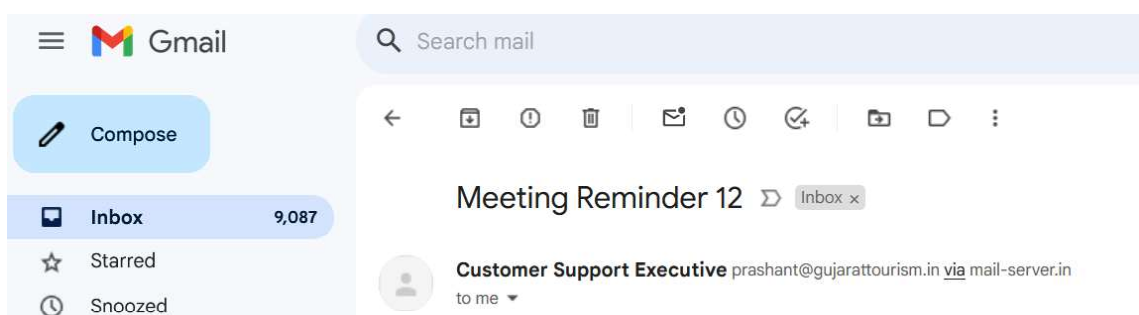 Gmail
Search mail
Compose
Meeting Reminder 12 Inbox x
Inbox 9,087
Starred
Customer Support Executive prashant@gujarattourism.in via mail-server.in
to me
Snoozed